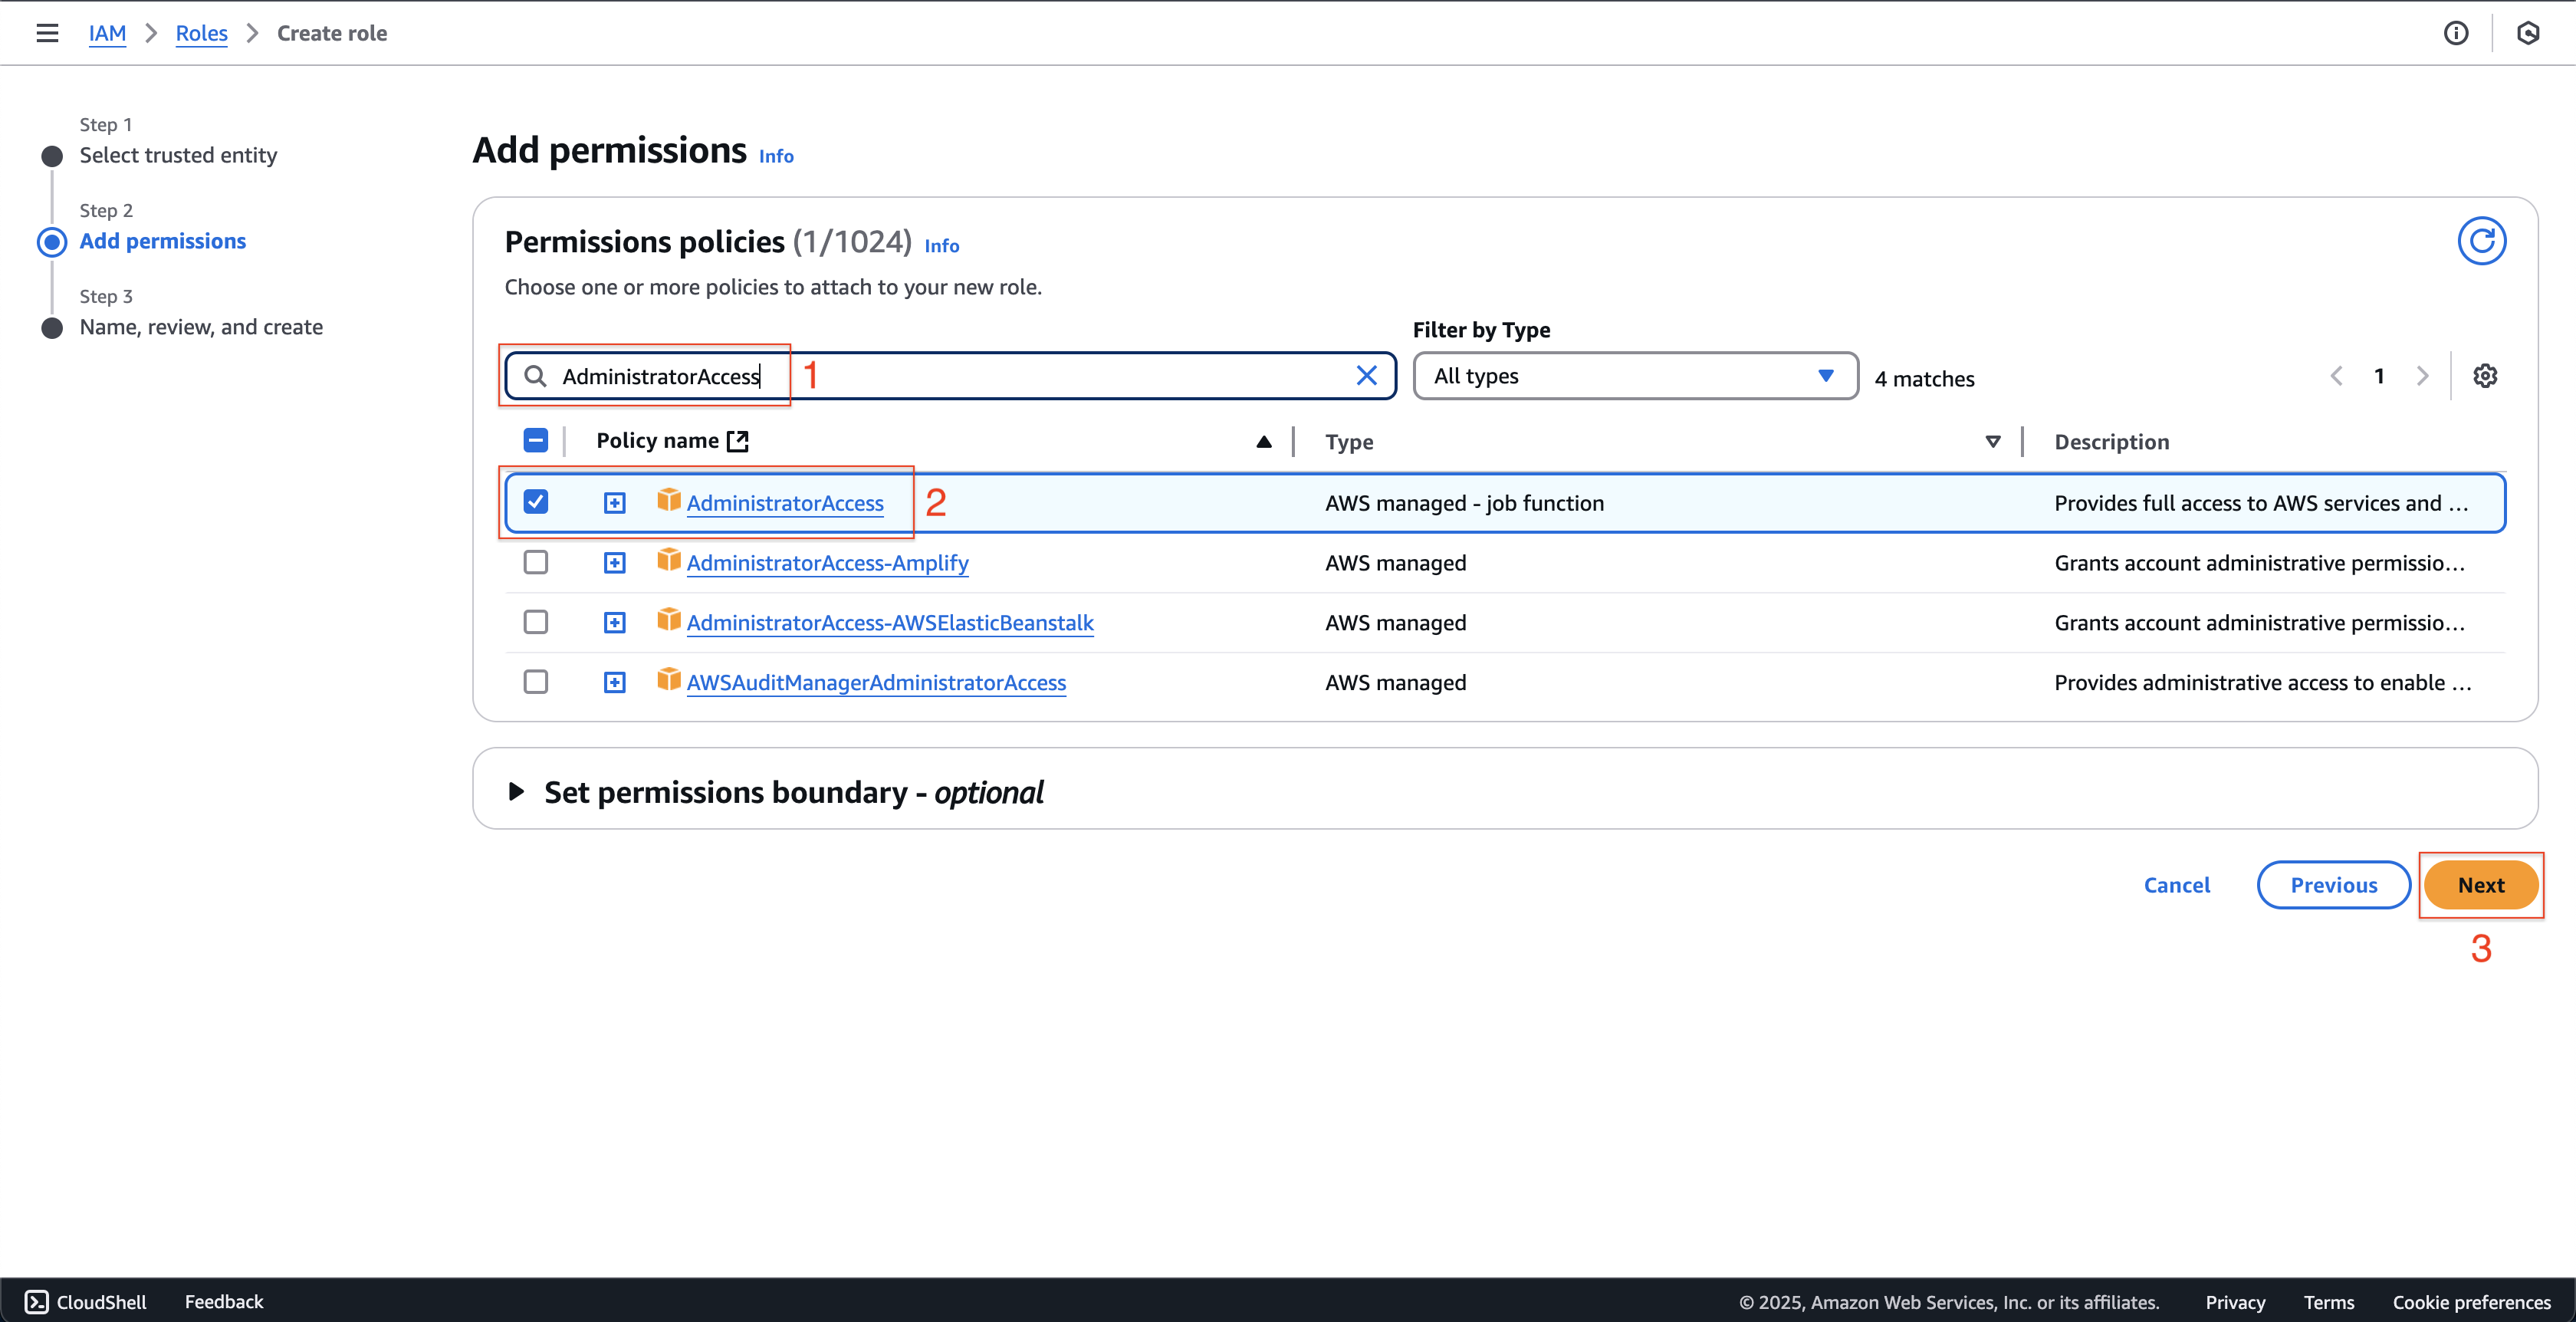 IAM > Roles > Create role
Step 1
Select trusted entity
Step 2
Add permissions
Step 3
Name, review, and create
Add permissions Info
Permissions policies (1/1024) Info
Choose one or more policies to attach to your new role.
Filter by Type
AdministratorAccess 1 All types 4 matches 1
Policy name Type Description
AdministratorAccess 2 AWS managed - job function Provides full access to AWS services and …
AdministratorAccess-Amplify AWS managed Grants account administrative permissio…
AdministratorAccess-AWSElasticBeanstalk AWS managed Grants account administrative permissio…
AWSAuditManagerAdministratorAccess AWS managed Provides administrative access to enable …
Set permissions boundary - optional
Cancel Previous Next
3
CloudShell Feedback © 2025, Amazon Web Services, Inc. or its affiliates. Privacy Terms Cookie preferences